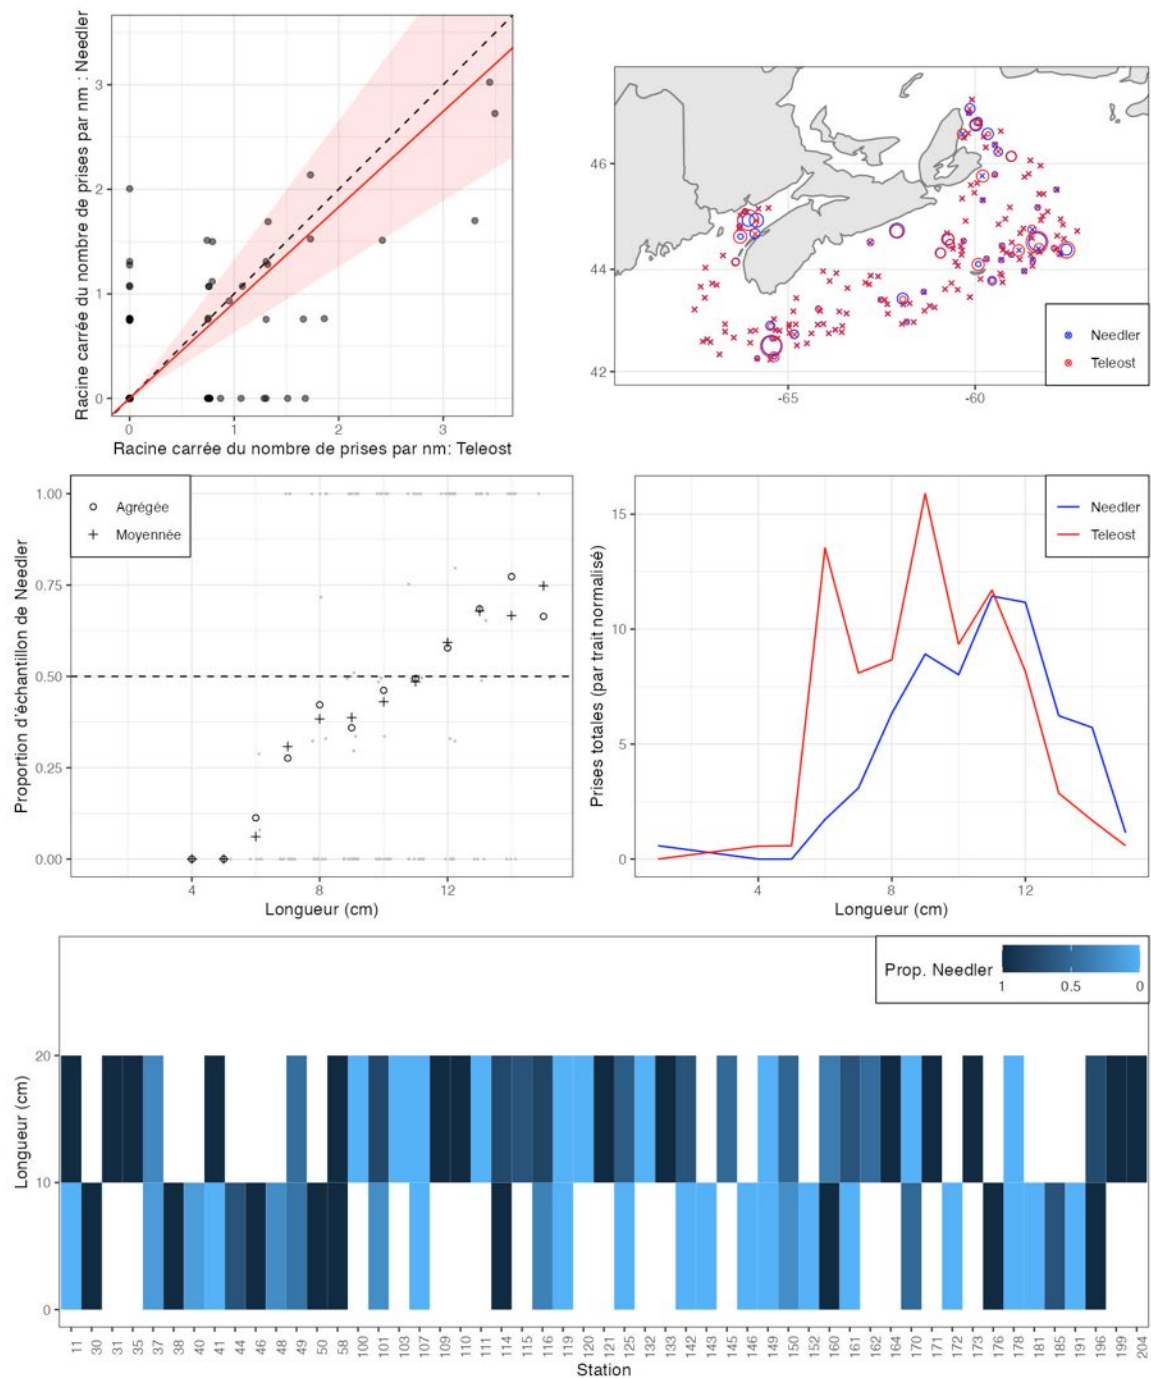 Racine carrée du nombre de prises par nm : Needler
3
2
1
0
0
1
2
3
Racine carrée du nombre de prises par nm: Teleost
46
44
42
-65
-60
Needler
Teleost
Proportion d'échantillon de Needler
1.00
0.75
0.50
0.25
0.00
Agrégée
Moyennée
4
8
12
Longueur (cm)
Prises totales (par trait normalisé)
15
10
5
0
Needler
Teleost
4
8
12
Longueur (cm)
Prop. Needler
1
0.5
0
Longueur (cm)
20
10
0
11 30 31 35 37 38 40 41 44 46 48 49 50 58 100 101 103 107 109 110 111 114 115 116 119 120 121 125 132 133 142 143 145 146 149 150 152 160 161 162 164 170 171 172 173 176 178 181 185 191 196 199 204
Station